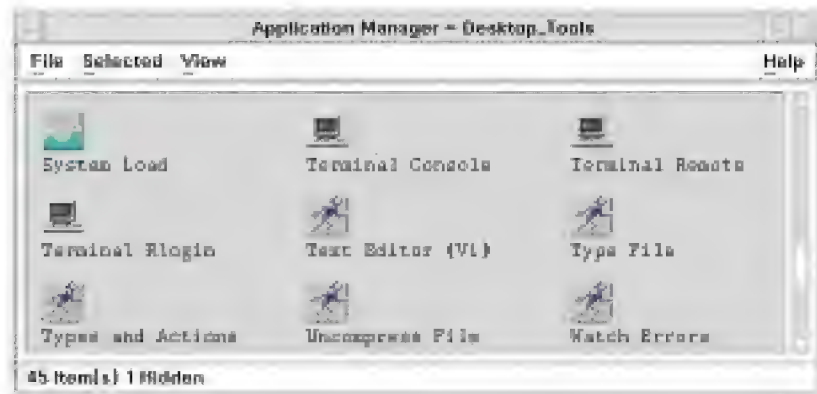 Application Manager - Desktop_Tools
File Selected View Help
System Load Terminal Console Terminal Remote
Terminal Rlogin Text Editor (Vi) Type File
Types and Actions Uncompress File Watch Errors
45 Item(s) 1 Hidden